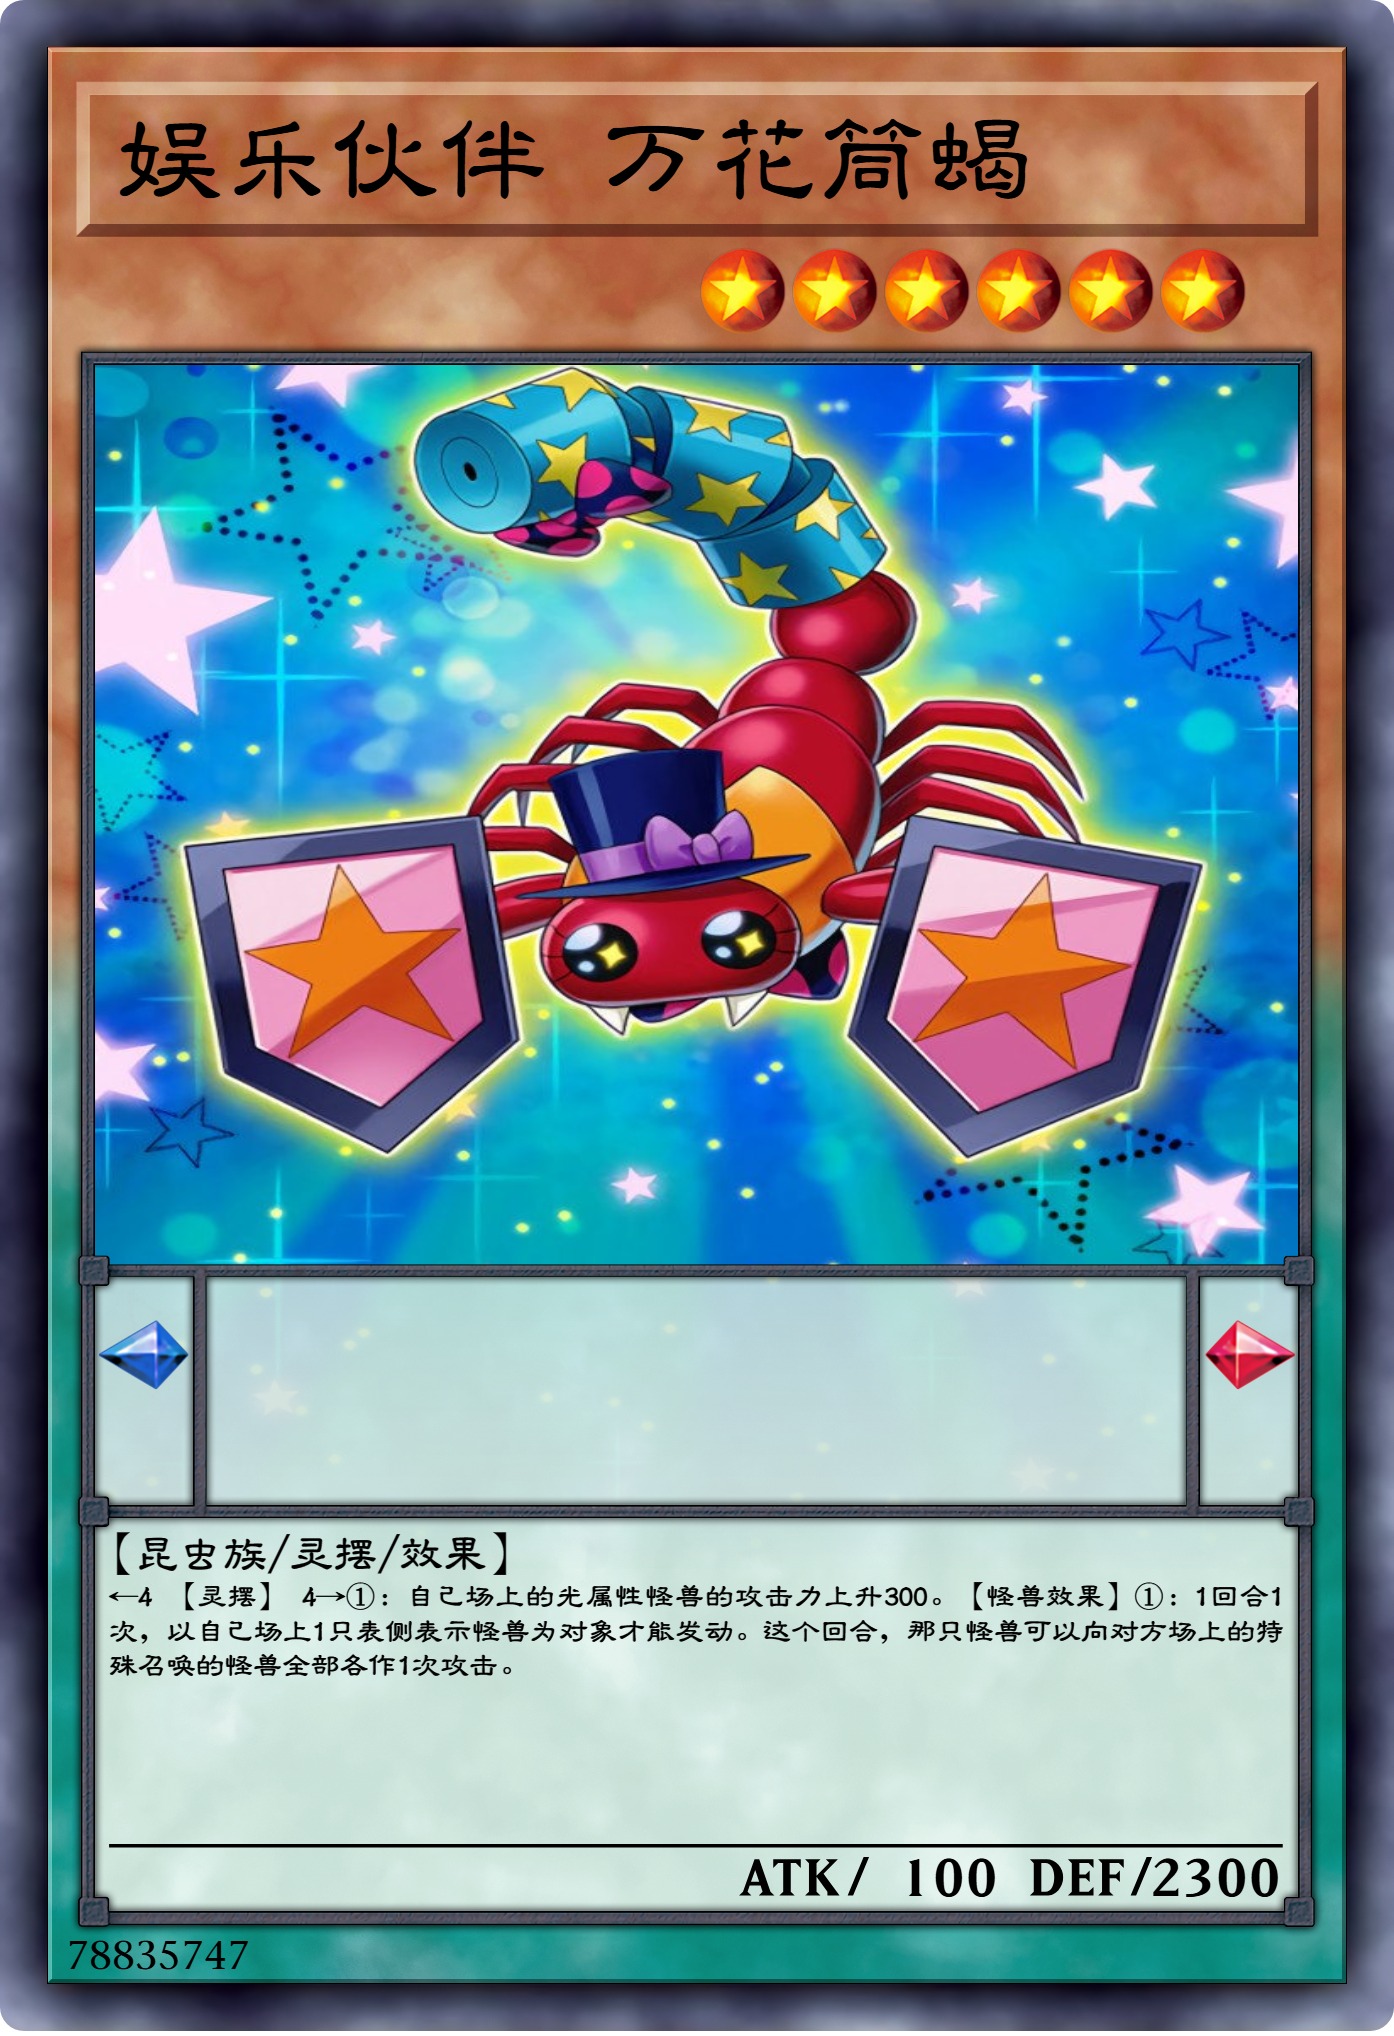 娱乐伙伴 万花筒蝎
【昆虫族/灵摆/效果】
←4 【灵摆】 4→①：自己场上的光属性怪兽的攻击力上升300。【怪兽效果】①：1回合1
次，以自己场上1只表侧表示怪兽为对象才能发动。这个回合，那只怪兽可以向对方场上的特
殊召唤的怪兽全部各作1次攻击。
ATK/ 100 DEF/2300
78835747